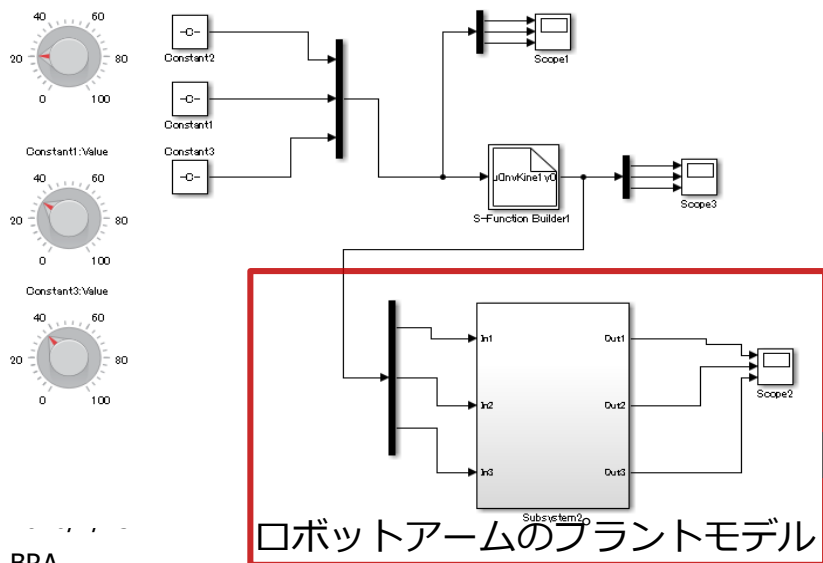 40 60
20 80
0 100
-C-
Constant2
-C-
Constant1
Constant1:Value
Constant3
-C-
40 60
20 80
0 100
Constant3:Value
40 60
20 80
0 100
Scope1
S-Function Builder1
Scope3
In1 Out1
In2 Out2
In3 Out3
Scope2
Subsystem2
ロボットアームのプラントモデル